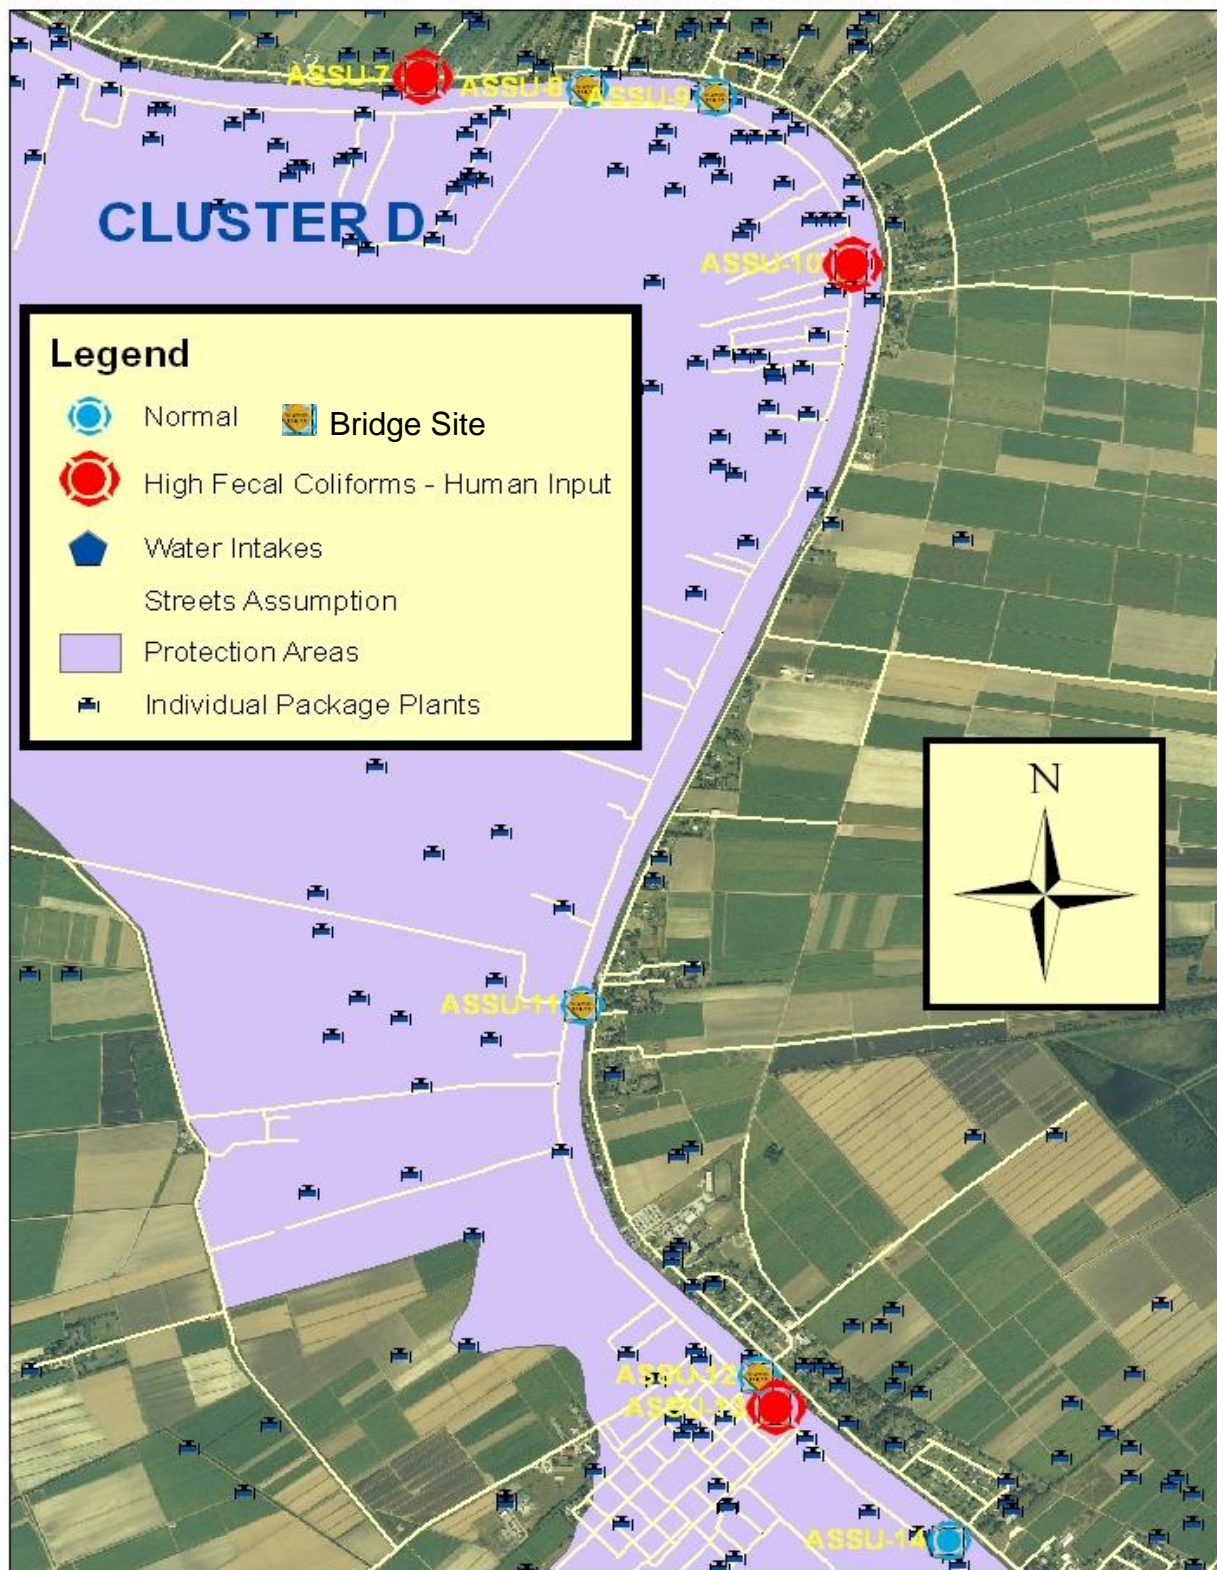 ASSU-7
ASSU-8
ASSU-9
CLUSTER D
ASSU-10
Legend
Normal
Bridge Site
High Fecal Coliforms - Human Input
Water Intakes
Streets Assumption
Protection Areas
Individual Package Plants
N
ASSU-11
ASSU-12
ASSU-13
ASSU-14